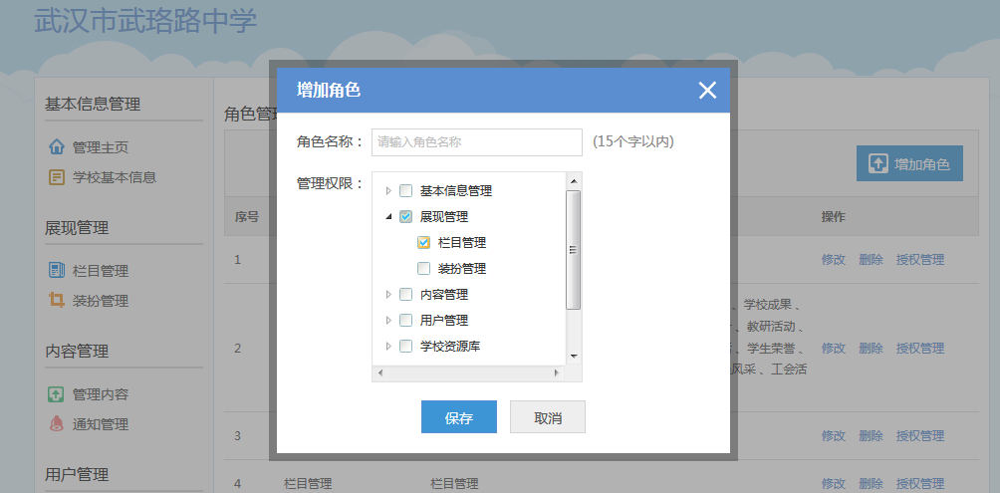 武汉市武珞路中学
基本信息管理
管理主页
学校基本信息
展现管理
栏目管理
装扮管理
内容管理
管理内容
通知管理
用户管理
角色管
增加角色
序号
操作
1
修改 删除 授权管理
2
、学校成果 、
、教研活动 、
、学生荣誉 、
风采 、工会活
修改 删除 授权管理
3
修改 删除 授权管理
4 栏目管理 栏目管理 修改 删除 授权管理
增加角色
角色名称： 请输入角色名称 (15个字以内)
管理权限：
基本信息管理
展现管理
栏目管理
装扮管理
内容管理
用户管理
学校资源库
保存 取消